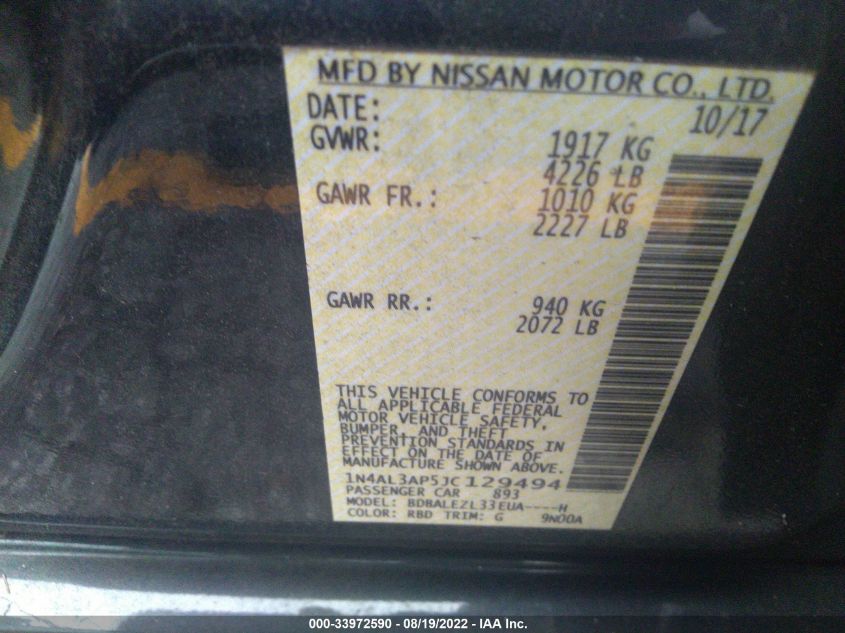 MFD BY NISSAN MOTOR CO., LTD.
DATE: 10/17
GVWR: 1917 KG
4226 LB
GAWR FR.: 1010 KG
2227 LB
GAWR RR.: 940 KG
2072 LB
THIS VEHICLE CONFORMS TO
ALL APPLICABLE FEDERAL
MOTOR VEHICLE SAFETY,
BUMPER, AND THEFT
PREVENTION STANDARDS IN
EFFECT ON THE DATE OF
MANUFACTURE SHOWN ABOVE.
1N4AL3AP5JC129494
PASSENGER CAR 893
MODEL: BDBALEZL33EUA----H
COLOR: RBD TRIM: G 9N00A
000-33972590 - 08/19/2022 - IAA Inc.